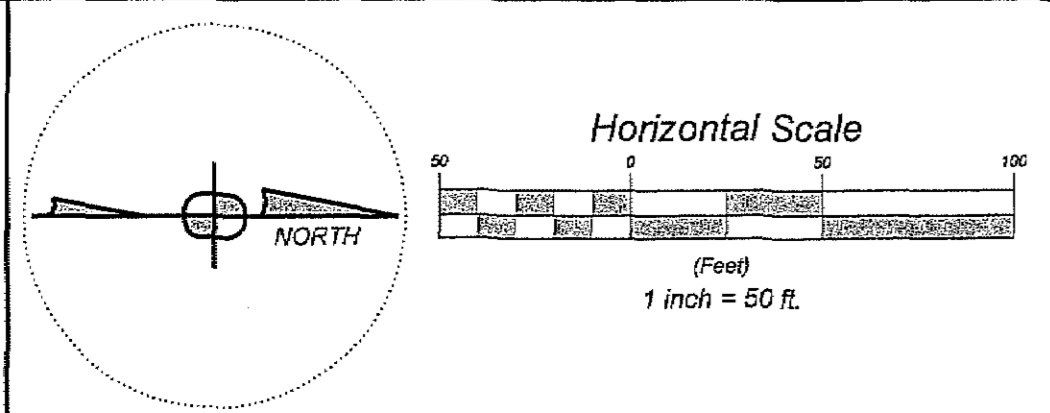 NORTH
Horizontal Scale
50 0 50 100
(Feet)
1 inch = 50 ft.